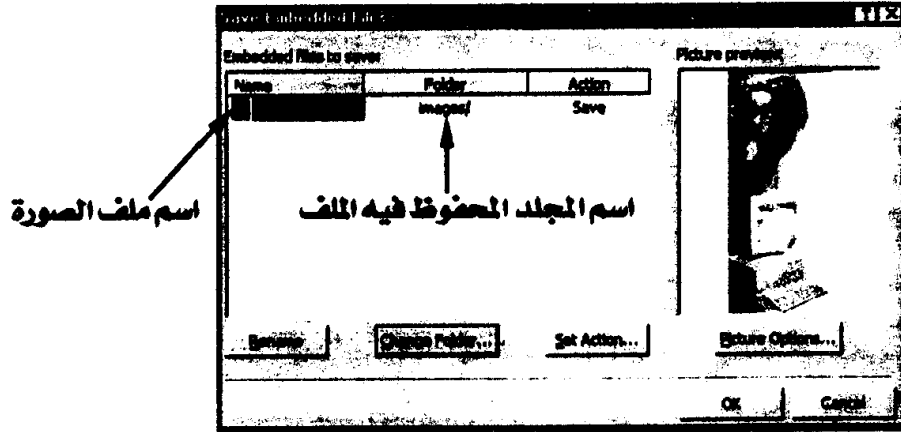 Save Embedded Files
Embedded files to save: Picture preview:
Name Folder Action
images/ Save
اسم ملف الصورة
اسم المجلد المحفوظ فيه الملف
Rename Change Folder... Set Action... Picture Options...
OK Cancel